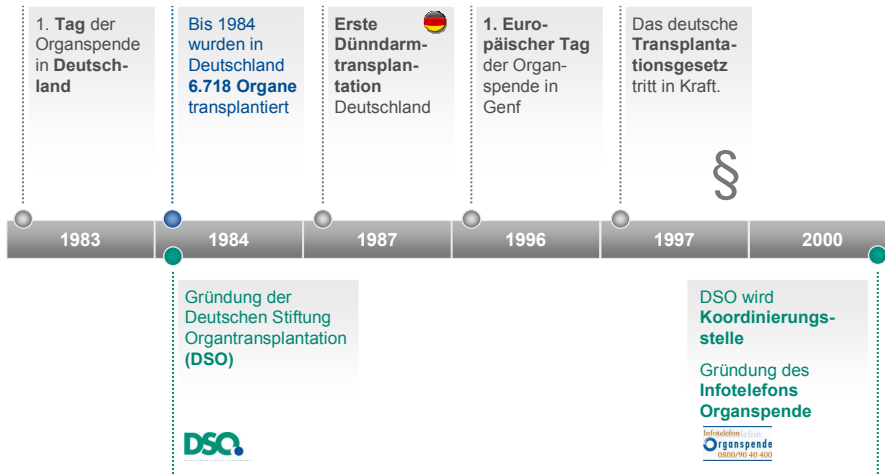 1. Tag der
Organspende
in Deutsch-
land
Bis 1984
wurden in
Deutschland
6.718 Organe
transplantiert
Erste
Dünndarm-
transplan-
tation
Deutschland
1. Euro-
päischer Tag
der Organ-
spende in
Genf
Das deutsche
Transplanta-
tionsgesetz
tritt in Kraft.
§
1983
1984
1987
1996
1997
2000
Gründung der
Deutschen Stiftung
Organtransplantation
(DSO)
DSO
DSO wird
Koordinierungs-
stelle
Gründung des
Infotelefons
Organspende
Infotelefon
Organspende
0800/90 40 400